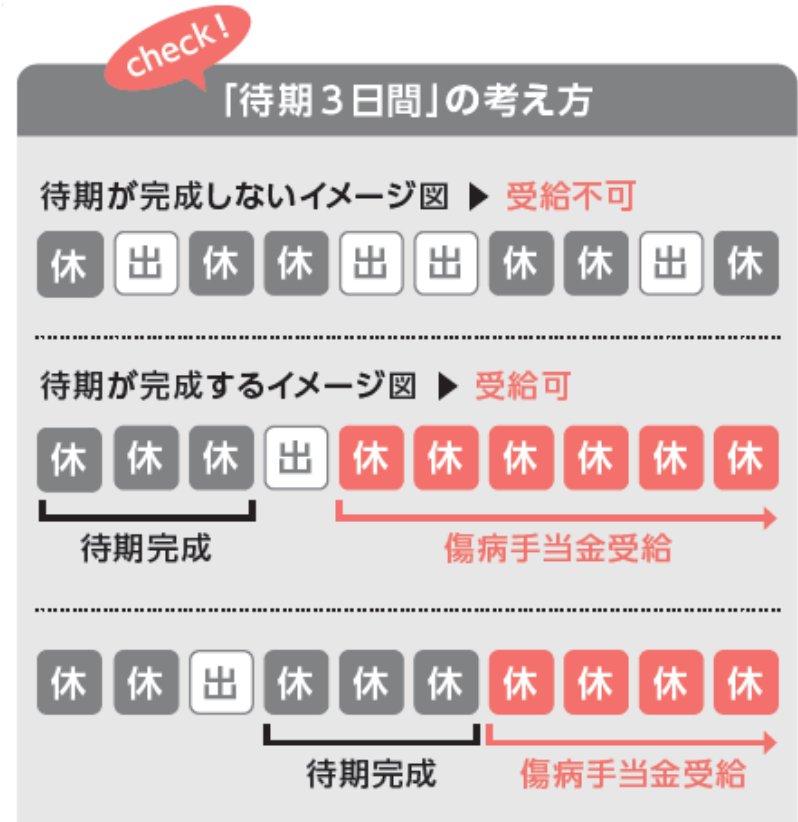 check!
「待期3日間」の考え方
待期が完成しないイメージ図 ▶ 受給不可
休 出 休 休 出 出 休 休 出 休
待期が完成するイメージ図 ▶ 受給可
休 休 休 出 休 休 休 休 休 休
待期完成 傷病手当金受給
休 休 出 休 休 休 休 休 休 休
待期完成 傷病手当金受給